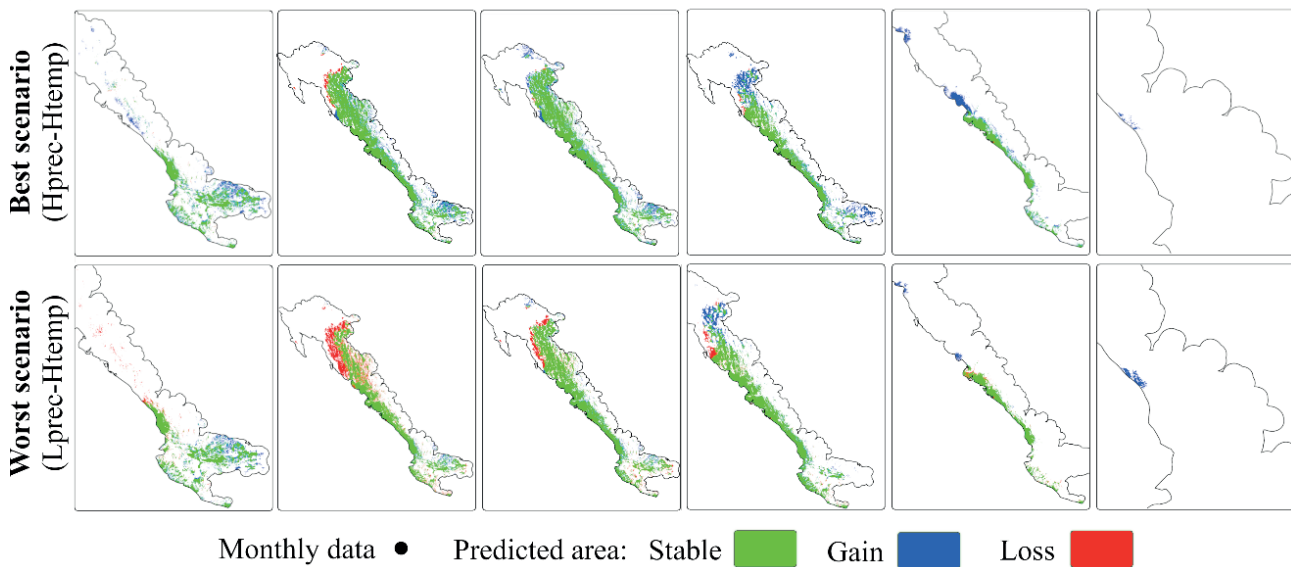 Best scenario
(Hprec-Htemp)
Worst scenario
(Lprec-Htemp)
Monthly data Predicted area: Stable Gain Loss